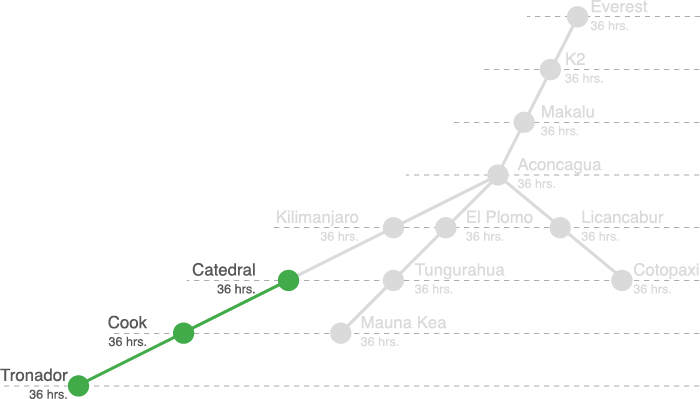 Everest
36 hrs.
K2
36 hrs.
Makalu
36 hrs.
Aconcagua
36 hrs.
Kilimanjaro
36 hrs.
El Plomo
36 hrs.
Licancabur
36 hrs.
Catedral
36 hrs.
Tungurahua
36 hrs.
Cotopaxi
36 hrs.
Cook
36 hrs.
Mauna Kea
36 hrs.
Tronador
36 hrs.